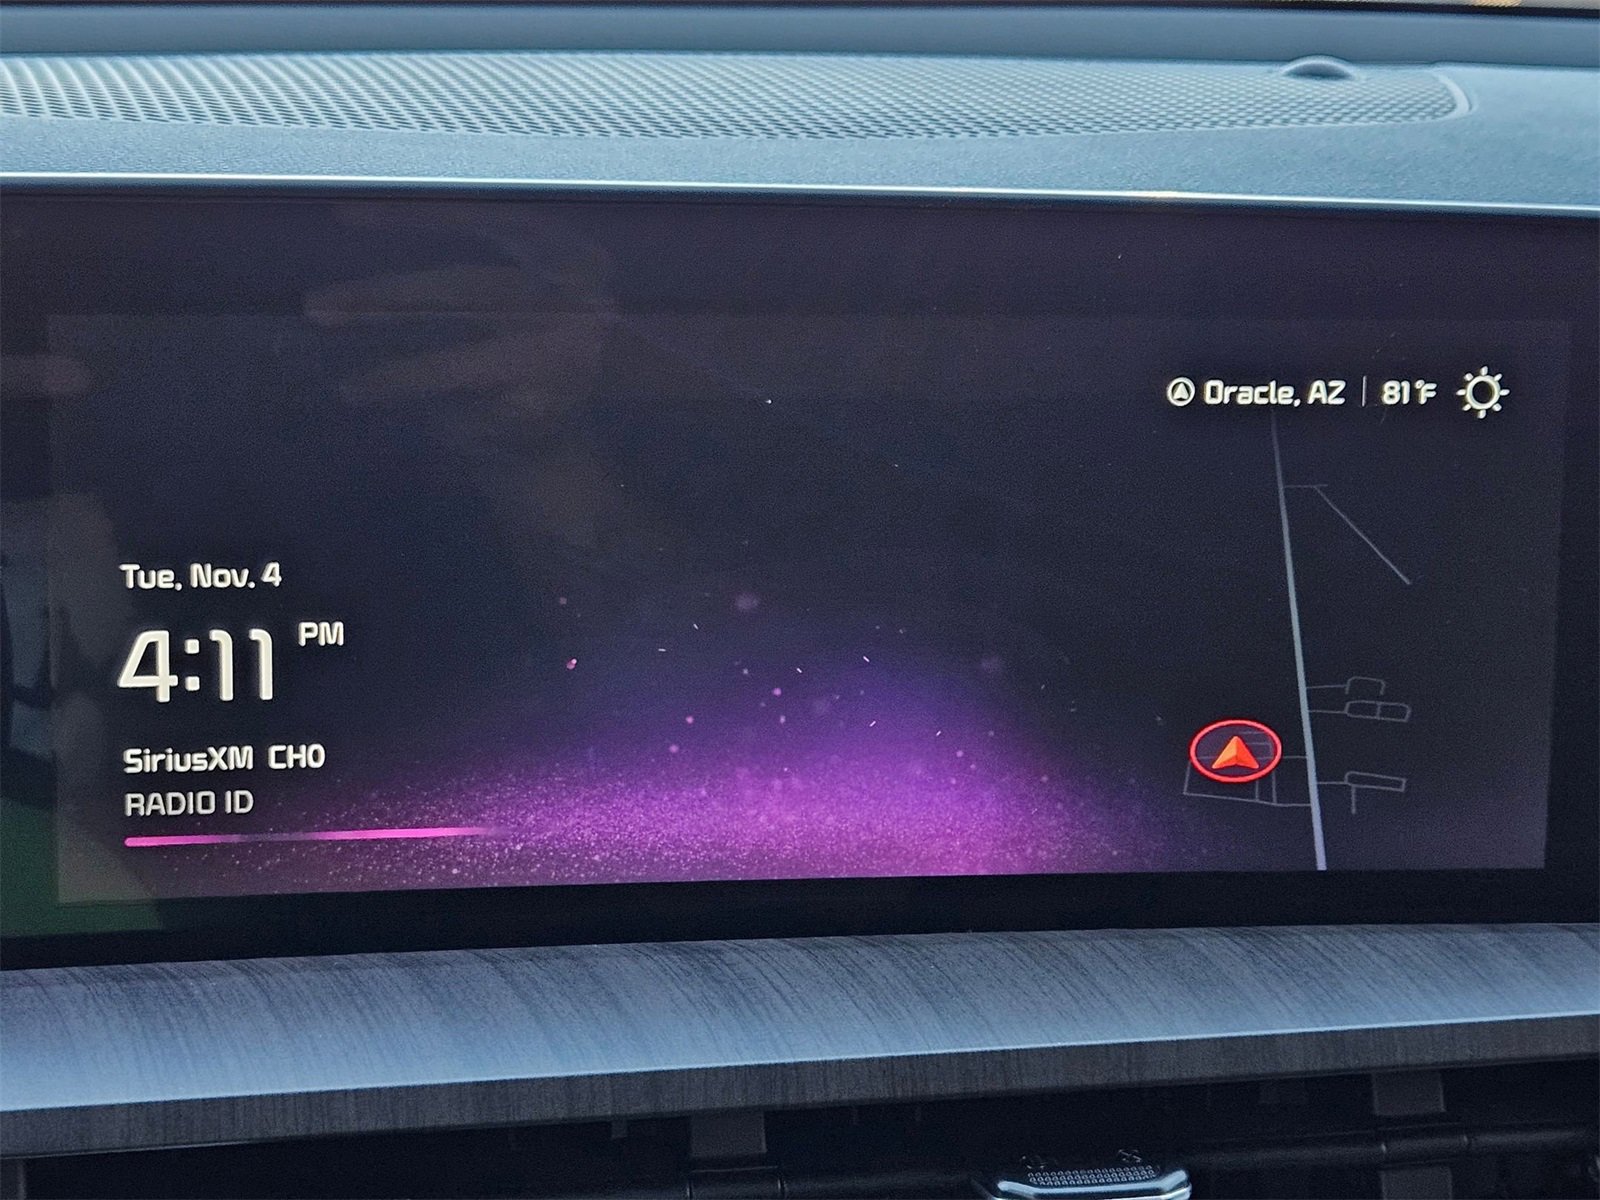 Oracle, AZ | 81°F
Tue, Nov. 4
4:11 PM
SiriusXM CH0
RADIO ID